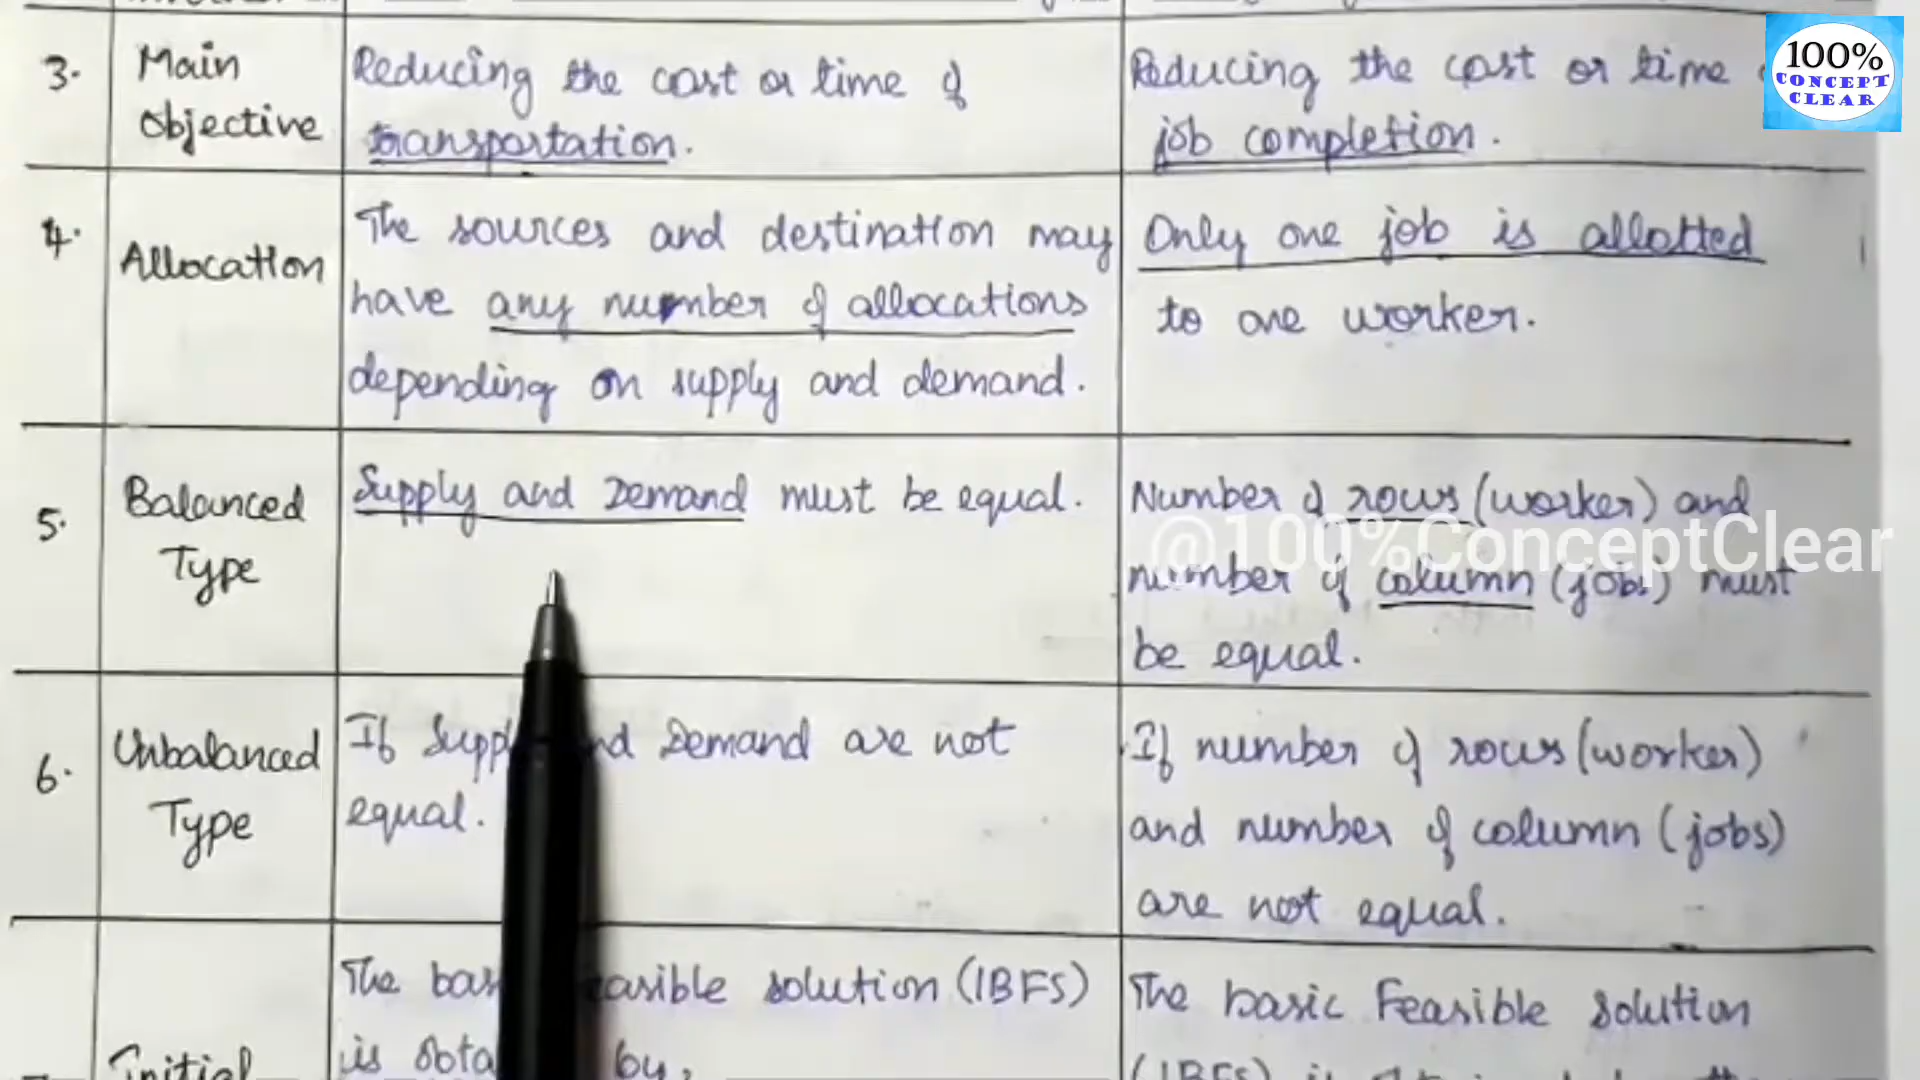 3.
Main
Objective
Reducing the cost or time of
transportation.
Reducing the cost or time
job completion.
4.
Allocation
The sources and destination may
have any number of allocations
depending on supply and demand.
Only one job is allotted
to one worker.
5.
Balanced
Type
Supply and Demand must be equal.
Number of rows (worker) and
number of column (jobs) must
be equal.
6.
Unbalanced
Type
If and Demand are not
equal.
If number of rows (worker)
and number of column (jobs)
are not equal.
Initial
The solution (IBFS)
is by,
The basic Feasible solution
100%
CONCEPT
CLEAR
@100%ConceptClear